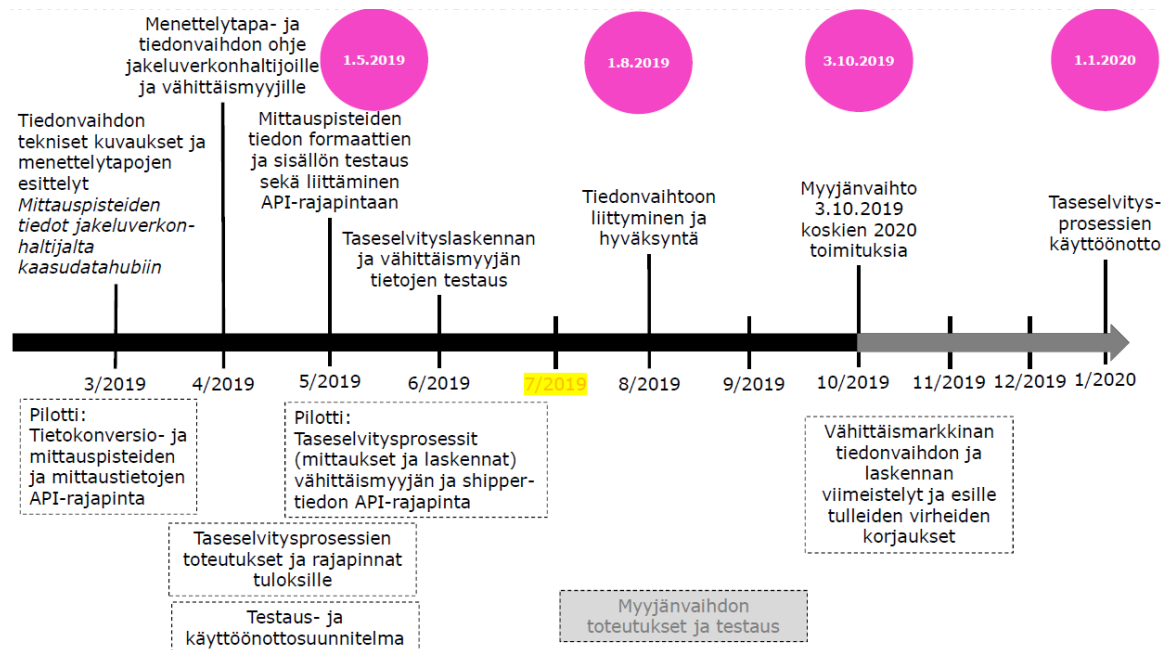 Menettelytapa- ja
tiedonvaihdon ohje
jakeluverkonhaltijoille
ja vähittäismyyjille
1.5.2019
1.8.2019
3.10.2019
1.1.2020
Tiedonvaihdon
tekniset kuvaukset ja
menettelytapojen
esittelyt
Mittauspisteiden
tiedot jakeluverkon-
haltijalta
kaasudatahubiin
Mittauspisteiden
tiedon formaattien
ja sisällön testaus
sekä liittäminen
API-rajapintaan
Taseselvityslaskennan
ja vähittäismyyjän
tietojen testaus
Tiedonvaihtoon
liittyminen ja
hyväksyntä
Myyjänvaihto
3.10.2019
koskien 2020
toimituksia
Taseselvitys-
prosessien
käyttöönotto
3/2019
4/2019
5/2019
6/2019
7/2019
8/2019
9/2019
10/2019
11/2019
12/2019
1/2020
Pilotti:
Tietokonversio- ja
mittauspisteiden
ja mittaustietojen
API-rajapinta
Pilotti:
Taseselvitysprosessit
(mittaukset ja laskennat)
vähittäismyyjän ja shipper-
tiedon API-rajapinta
Vähittäismarkkinan
tiedonvaihdon ja
laskennan
viimeistelyt ja esille
tulleiden virheiden
korjaukset
Taseselvitysprosessien
toteutukset ja rajapinnat
tuloksille
Testaus- ja
käyttöönottosuunnitelma
Myyjänvaihdon
toteutukset ja testaus